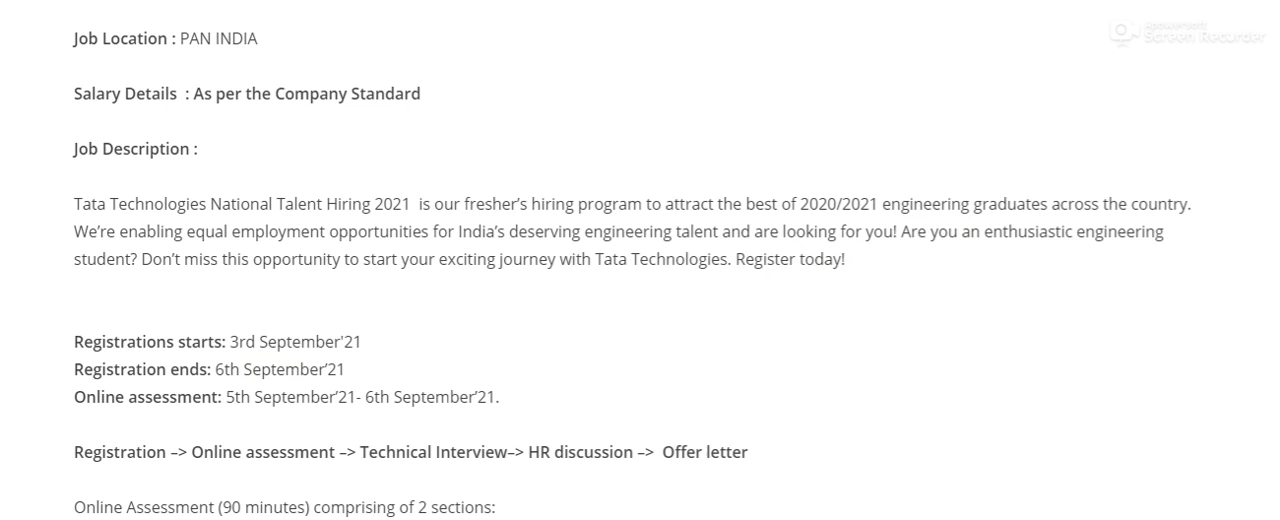 Apowersoft
Screen Recorder
Job Location : PAN INDIA
Salary Details  : As per the Company Standard
Job Description :
Tata Technologies National Talent Hiring 2021  is our fresher’s hiring program to attract the best of 2020/2021 engineering graduates across the country.
We’re enabling equal employment opportunities for India’s deserving engineering talent and are looking for you! Are you an enthusiastic engineering
student? Don’t miss this opportunity to start your exciting journey with Tata Technologies. Register today!
Registrations starts: 3rd September'21
Registration ends: 6th September’21
Online assessment: 5th September’21- 6th September’21.
Registration –> Online assessment –> Technical Interview–> HR discussion –>  Offer letter
Online Assessment (90 minutes) comprising of 2 sections: